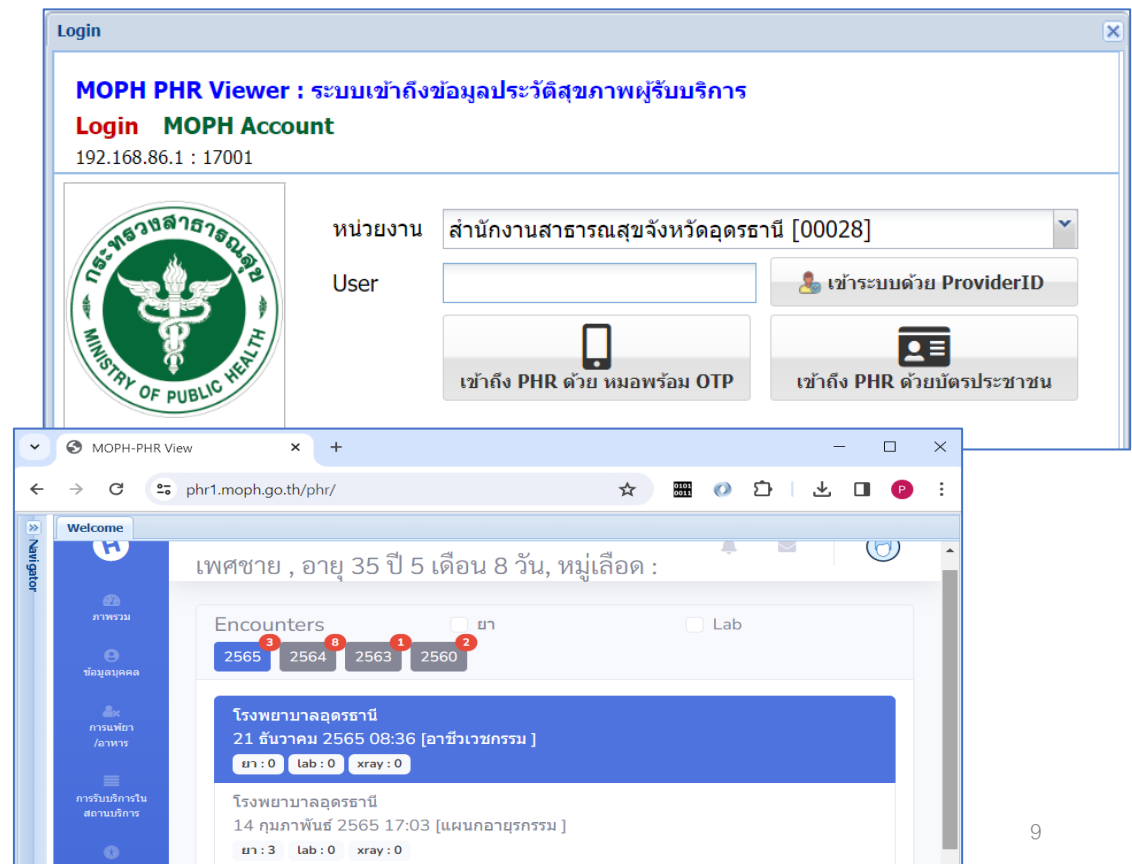 Login
MOPH PHR Viewer : ระบบเข้าถึงข้อมูลประวัติสุขภาพผู้รับบริการ
Login MOPH Account
192.168.86.1 : 17001
กระทรวงสาธารณสุข
MINISTRY OF PUBLIC HEALTH
หน่วยงาน สำนักงานสาธารณสุขจังหวัดอุดรธานี [00028]
User
เข้าระบบด้วย ProviderID
เข้าถึง PHR ด้วย หมอพร้อม OTP
เข้าถึง PHR ด้วยบัตรประชาชน
MOPH-PHR View
phr1.moph.go.th/phr/
P
Navigator
Welcome
H
ภาพรวม
ข้อมูลบุคคล
การแพ้ยา
/อาหาร
การรับบริการใน
สถานบริการ
เพศชาย , อายุ 35 ปี 5 เดือน 8 วัน, หมู่เลือด :
Encounters ยา Lab
3 8 1 2
2565 2564 2563 2560
โรงพยาบาลอุดรธานี
21 ธันวาคม 2565 08:36 [อาชีวเวชกรรม ]
ยา : 0 lab : 0 xray : 0
โรงพยาบาลอุดรธานี
14 กุมภาพันธ์ 2565 17:03 [แผนกอายุรกรรม ]
ยา : 3 lab : 0 xray : 0
9